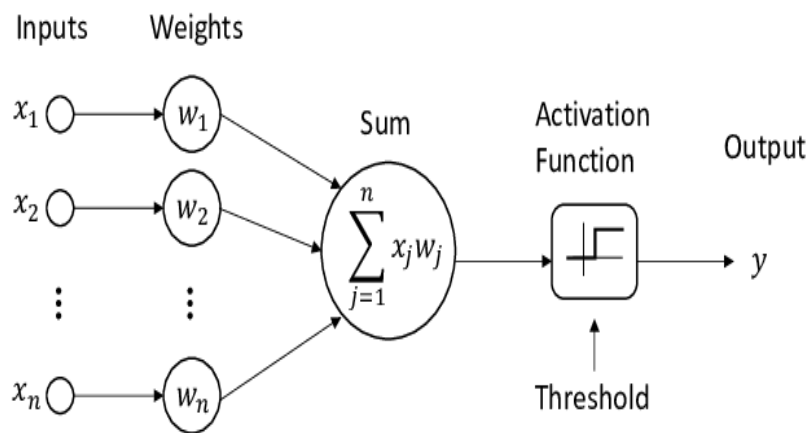 Inputs
Weights
x₁
w₁
x₂
w₂
⋮
⋮
xₙ
wₙ
Sum
n
∑ xⱼwⱼ
j=1
Activation
Function
Threshold
Output
y